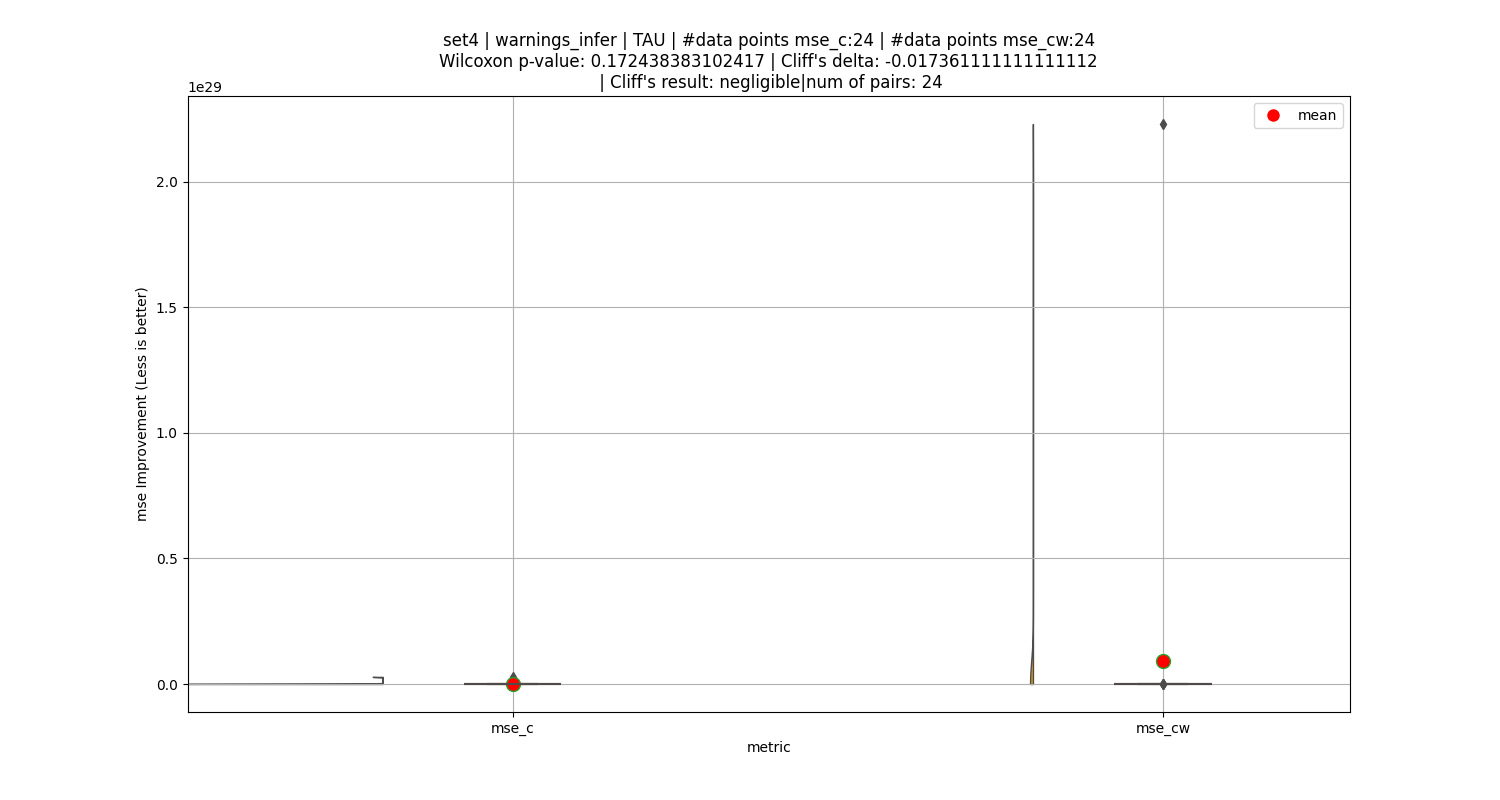 set4 | warnings_infer | TAU | #data points mse_c:24 | #data points mse_cw:24
Wilcoxon p-value: 0.172438383102417 | Cliff's delta: -0.017361111111111112
| Cliff's result: negligible|num of pairs: 24
1e29
mean
2.0
1.5
1.0
0.5
0.0
mse Improvement (Less is better)
mse_c
mse_cw
metric